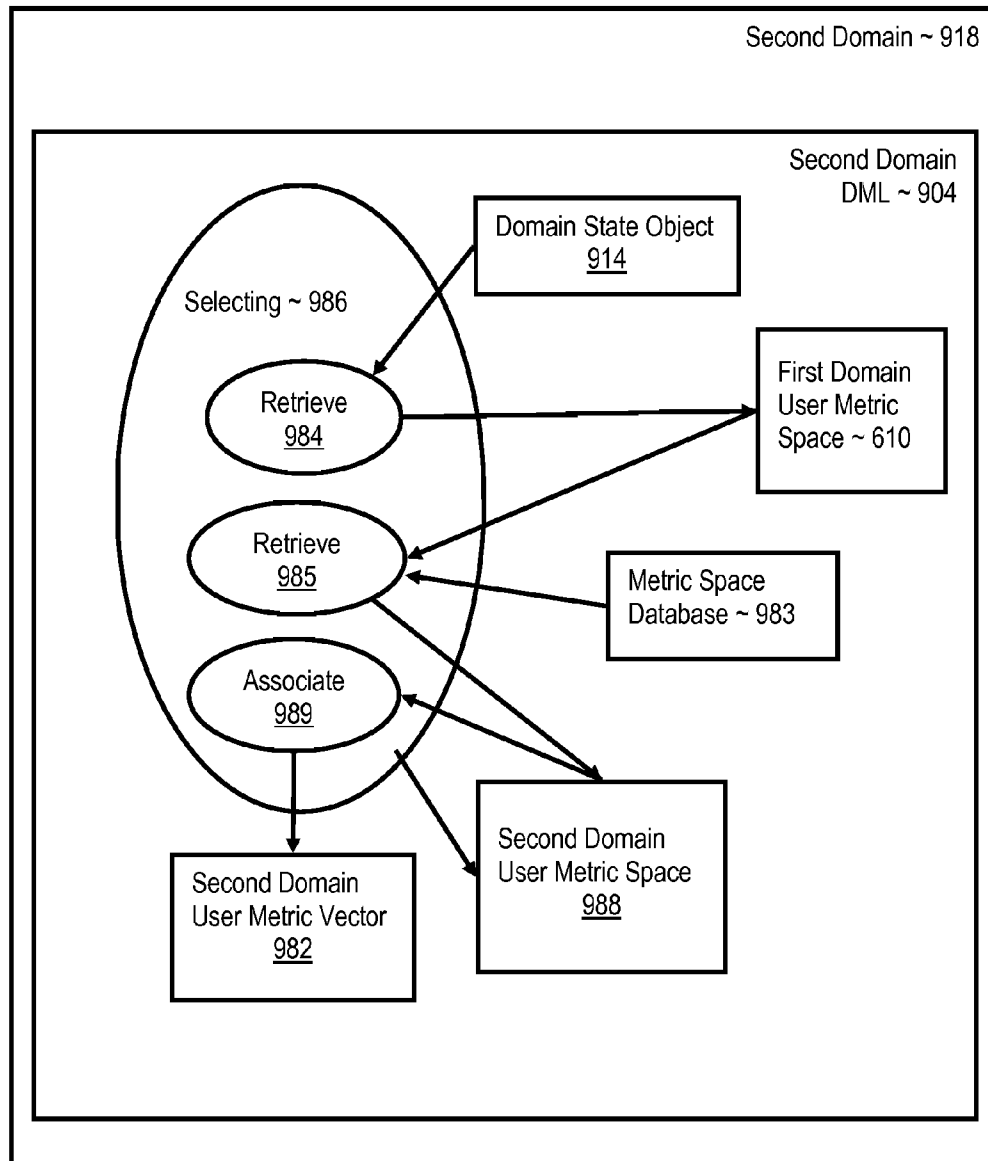 Second Domain ~ 918
Second Domain
DML ~ 904
Domain State Object
914
Selecting ~ 986
First Domain
User Metric
Space ~ 610
Retrieve
984
Retrieve
985
Metric Space
Database ~ 983
Associate
989
Second Domain
User Metric Space
988
Second Domain
User Metric Vector
982